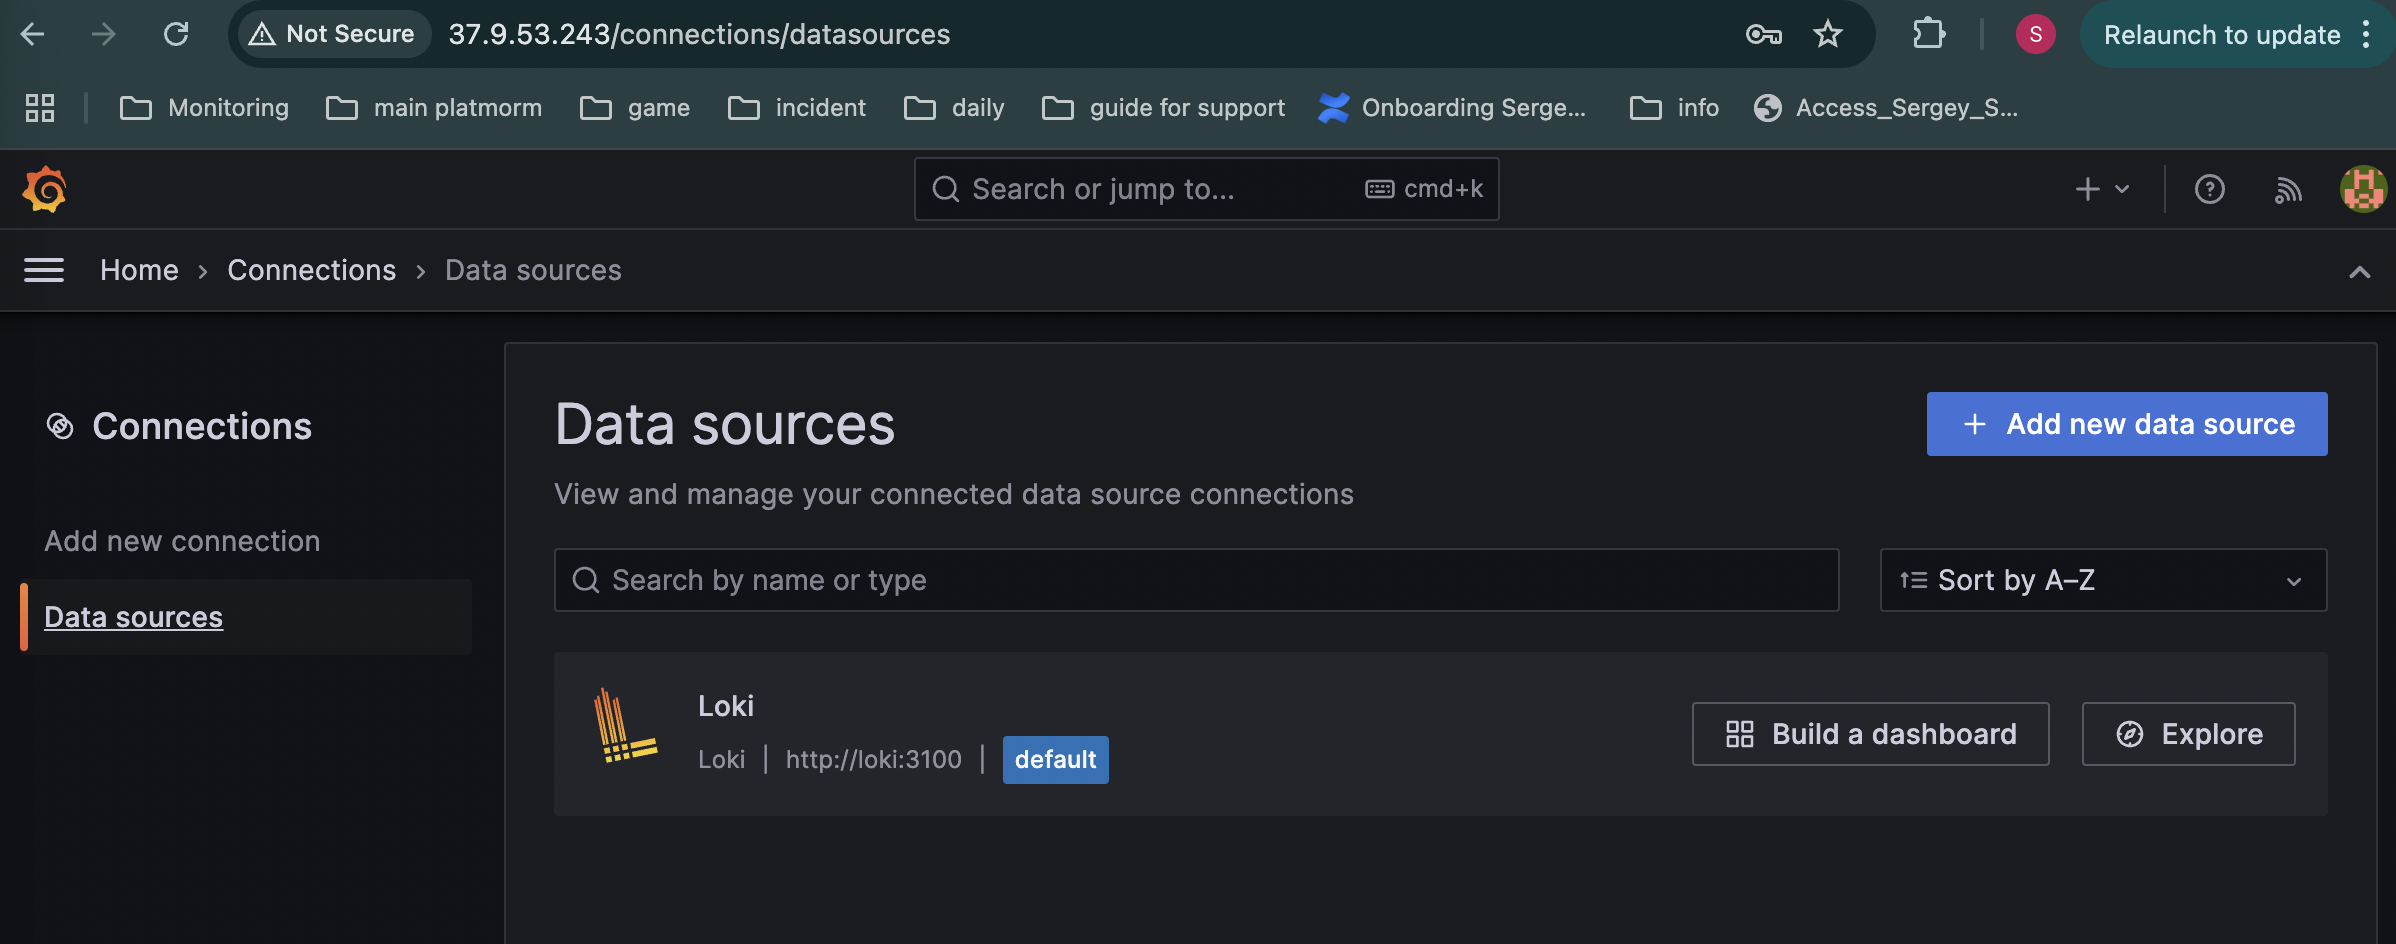 Not Secure 37.9.53.243/connections/datasources S Relaunch to update
Monitoring main platmorm game incident daily guide for support Onboarding Serge... info Access_Sergey_S...
Search or jump to... cmd+k
Home › Connections › Data sources
Connections
Add new connection
Data sources
Data sources
Add new data source
View and manage your connected data source connections
Search by name or type
Sort by A–Z
Loki
Loki | http://loki:3100 | default
Build a dashboard
Explore